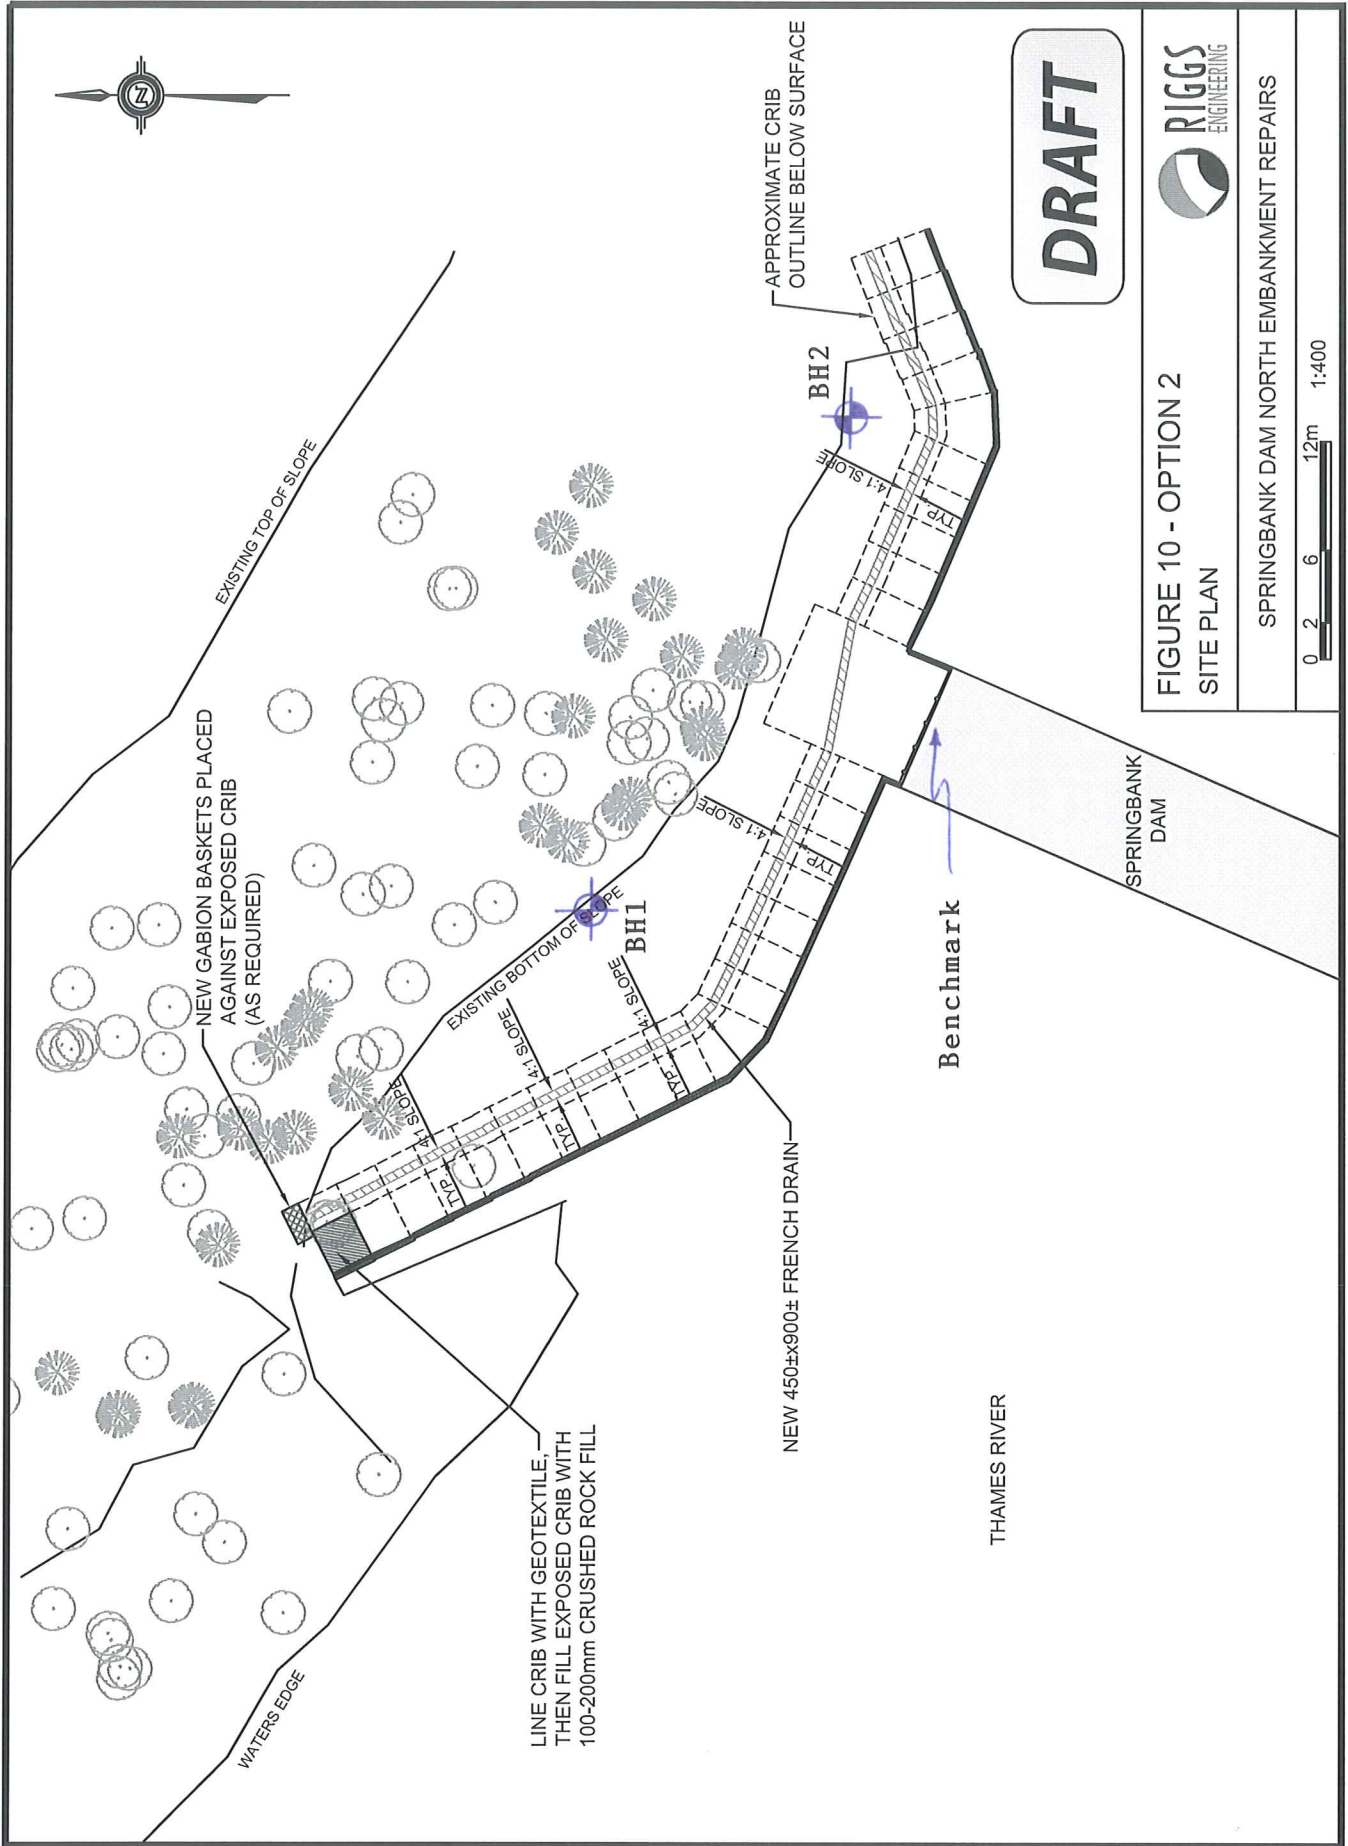 Z
NEW GABION BASKETS PLACED
AGAINST EXPOSED CRIB
(AS REQUIRED)
EXISTING TOP OF SLOPE
WATERS EDGE
EXISTING BOTTOM OF SLOPE
4:1 SLOPE
TYP.
4:1 SLOPE
TYP.
4:1 SLOPE
TYP.
4:1 SLOPE
TYP.
4:1 SLOPE
TYP.
BH1
BH2
APPROXIMATE CRIB
OUTLINE BELOW SURFACE
LINE CRIB WITH GEOTEXTILE,
THEN FILL EXPOSED CRIB WITH
100-200mm CRUSHED ROCK FILL
NEW 450±x900± FRENCH DRAIN
Benchmark
THAMES RIVER
SPRINGBANK
DAM
DRAFT
FIGURE 10 - OPTION 2
SITE PLAN
RIGGS
ENGINEERING
SPRINGBANK DAM NORTH EMBANKMENT REPAIRS
0 2 6 12m
1:400